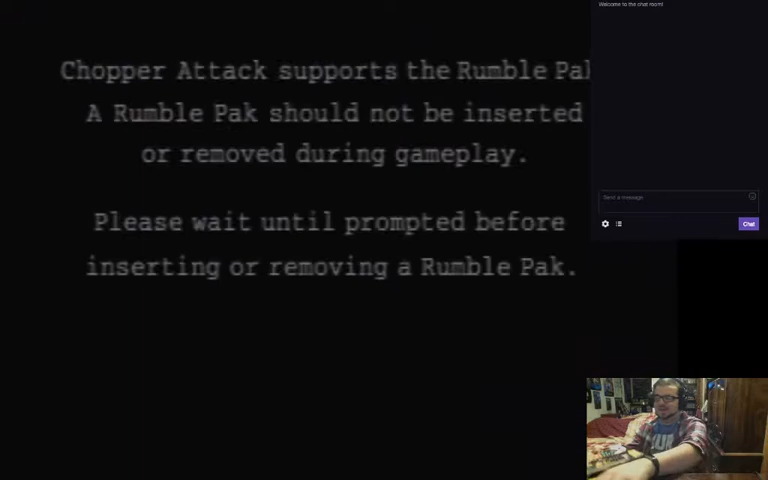 Welcome to the chat room!
Chopper Attack supports the Rumble Pak
A Rumble Pak should not be inserted
or removed during gameplay.
Please wait until prompted before
inserting or removing a Rumble Pak.
Send a message
Chat